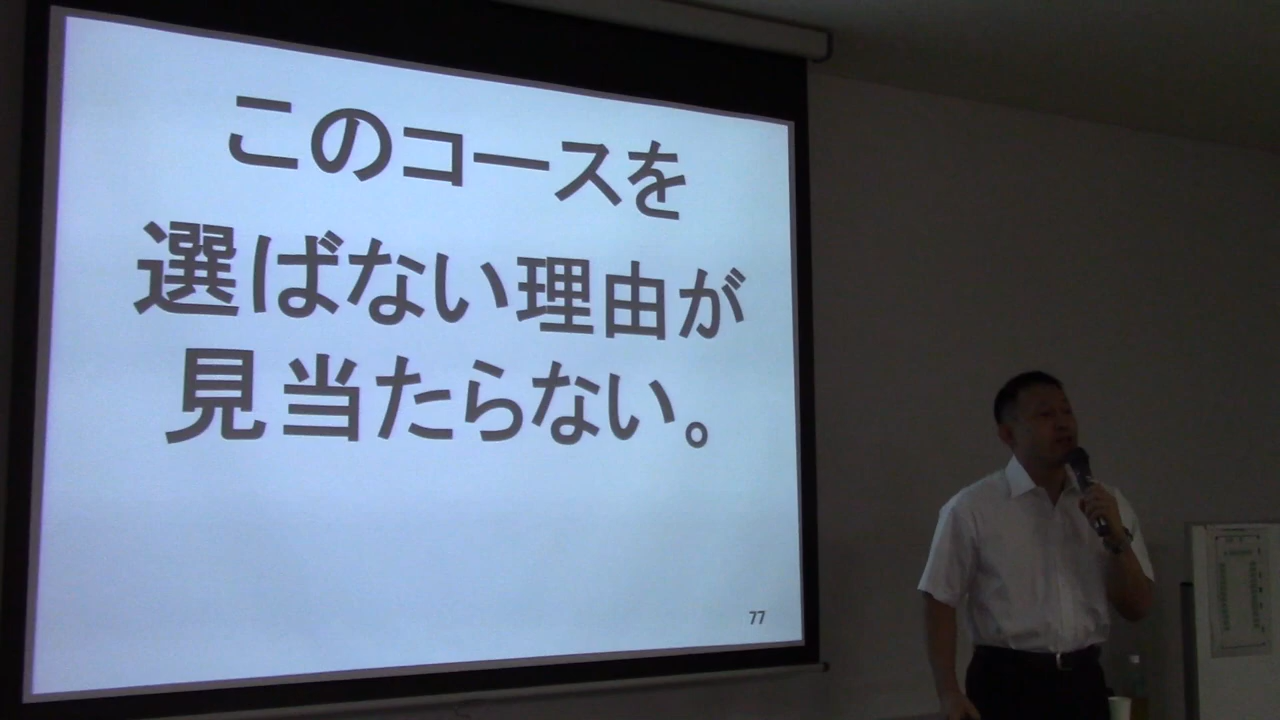 このコースを
選ばない理由が
見当たらない。
77